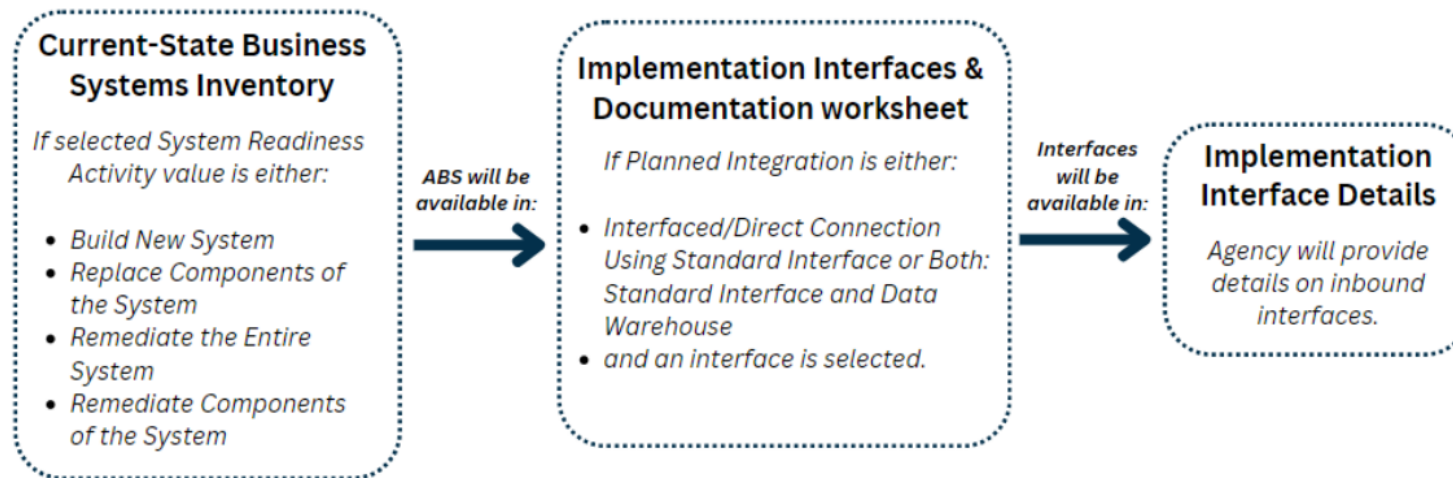 Current-State Business
Systems Inventory
If selected System Readiness
Activity value is either:
• Build New System
• Replace Components of
the System
• Remediate the Entire
System
• Remediate Components
of the System
ABS will be
available in:
Implementation Interfaces &
Documentation worksheet
If Planned Integration is either:
• Interfaced/Direct Connection
Using Standard Interface or Both:
Standard Interface and Data
Warehouse
• and an interface is selected.
Interfaces
will be
available in:
Implementation
Interface Details
Agency will provide
details on inbound
interfaces.